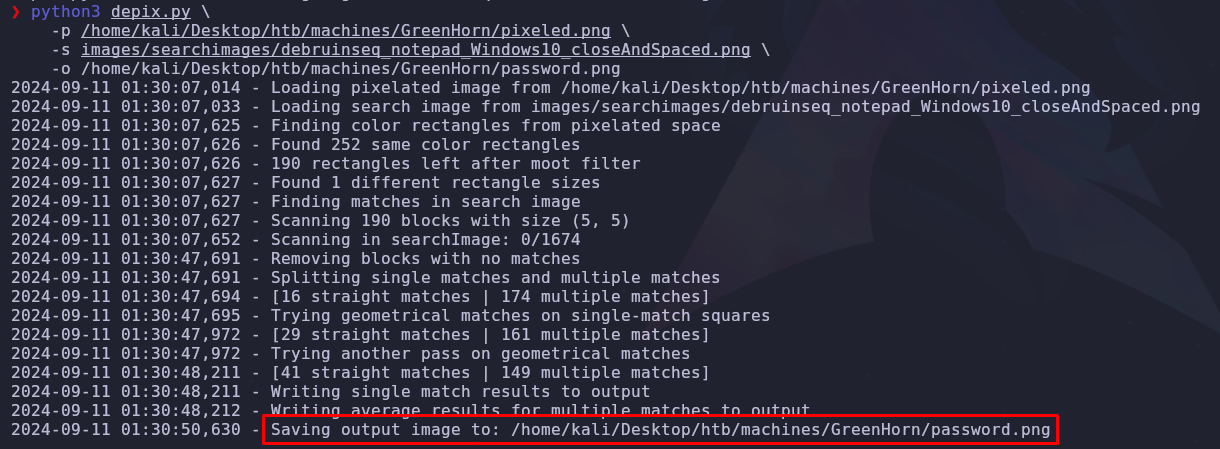 ❯ python3 depix.py \
-p /home/kali/Desktop/htb/machines/GreenHorn/pixeled.png \
-s images/searchimages/debruinseq_notepad_Windows10_closeAndSpaced.png \
-o /home/kali/Desktop/htb/machines/GreenHorn/password.png
2024-09-11 01:30:07,014 - Loading pixelated image from /home/kali/Desktop/htb/machines/GreenHorn/pixeled.png
2024-09-11 01:30:07,033 - Loading search image from images/searchimages/debruinseq_notepad_Windows10_closeAndSpaced.png
2024-09-11 01:30:07,625 - Finding color rectangles from pixelated space
2024-09-11 01:30:07,626 - Found 252 same color rectangles
2024-09-11 01:30:07,626 - 190 rectangles left after moot filter
2024-09-11 01:30:07,627 - Found 1 different rectangle sizes
2024-09-11 01:30:07,627 - Finding matches in search image
2024-09-11 01:30:07,627 - Scanning 190 blocks with size (5, 5)
2024-09-11 01:30:07,652 - Scanning in searchImage: 0/1674
2024-09-11 01:30:47,691 - Removing blocks with no matches
2024-09-11 01:30:47,691 - Splitting single matches and multiple matches
2024-09-11 01:30:47,694 - [16 straight matches | 174 multiple matches]
2024-09-11 01:30:47,695 - Trying geometrical matches on single-match squares
2024-09-11 01:30:47,972 - [29 straight matches | 161 multiple matches]
2024-09-11 01:30:47,972 - Trying another pass on geometrical matches
2024-09-11 01:30:48,211 - [41 straight matches | 149 multiple matches]
2024-09-11 01:30:48,211 - Writing single match results to output
2024-09-11 01:30:48,212 - Writing average results for multiple matches to output
2024-09-11 01:30:50,630 - Saving output image to: /home/kali/Desktop/htb/machines/GreenHorn/password.png